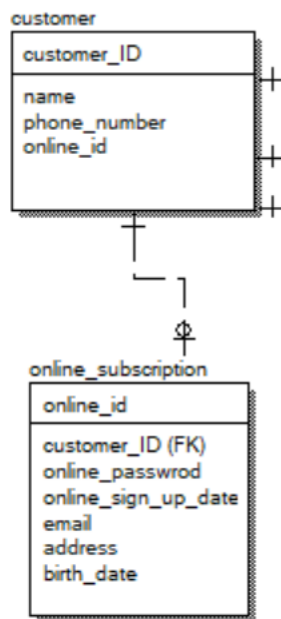 customer
customer_ID
name
phone_number
online_id
online_subscription
online_id
customer_ID (FK)
online_passwrod
online_sign_up_date
email
address
birth_date